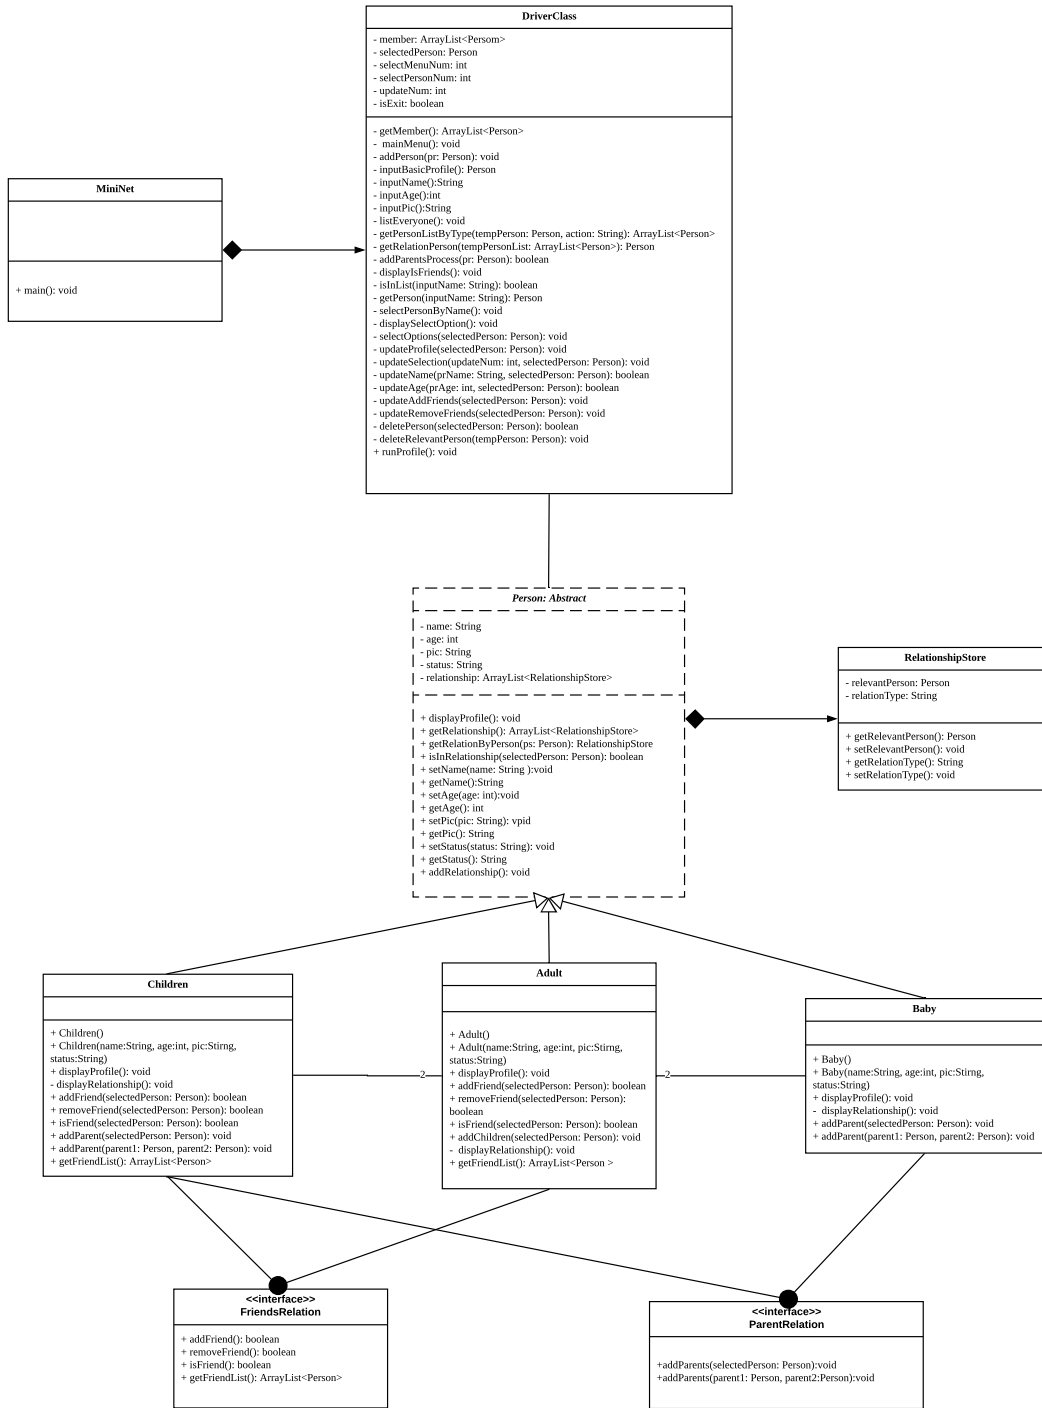 DriverClass
- member: ArrayList<Persom>
- selectedPerson: Person
- selectMenuNum: int
- selectPersonNum: int
- updateNum: int
- isExit: boolean
- getMember(): ArrayList<Person>
-  mainMenu(): void
- addPerson(pr: Person): void
- inputBasicProfile(): Person
- inputName():String
- inputAge():int
- inputPic():String
- listEveryone(): void
- getPersonListByType(tempPerson: Person, action: String): ArrayList<Person>
- getRelationPerson(tempPersonList: ArrayList<Person>): Person
- addParentsProcess(pr: Person): boolean
- displayIsFriends(): void
- isInList(inputName: String): boolean
- getPerson(inputName: String): Person
- selectPersonByName(): void
- displaySelectOption(): void
- selectOptions(selectedPerson: Person): void
- updateProfile(selectedPerson: Person): void
- updateSelection(updateNum: int, selectedPerson: Person): void
- updateName(prName: String, selectedPerson: Person): boolean
- updateAge(prAge: int, selectedPerson: Person): boolean
- updateAddFriends(selectedPerson: Person): void
- updateRemoveFriends(selectedPerson: Person): void
- deletePerson(selectedPerson: Person): boolean
- deleteRelevantPerson(tempPerson: Person): void
+ runProfile(): void
MiniNet
+ main(): void
Person: Abstract
- name: String
- age: int
- pic: String
- status: String
- relationship: ArrayList<RelationshipStore>
+ displayProfile(): void
+ getRelationship(): ArrayList<RelationshipStore>
+ getRelationByPerson(ps: Person): RelationshipStore
+ isInRelationship(selectedPerson: Person): boolean
+ setName(name: String ):void
+ getName():String
+ setAge(age: int):void
+ getAge(): int
+ setPic(pic: String): vpid
+ getPic(): String
+ setStatus(status: String): void
+ getStatus(): String
+ addRelationship(): void
RelationshipStore
- relevantPerson: Person
- relationType: String
+ getRelevantPerson(): Person
+ setRelevantPerson(): void
+ getRelationType(): String
+ setRelationType(): void
Children
+ Children()
+ Children(name:String, age:int, pic:Stirng,
status:String)
+ displayProfile(): void
- displayRelationship(): void
+ addFriend(selectedPerson: Person): boolean
+ removeFriend(selectedPerson: Person): boolean
+ isFriend(selectedPerson: Person): boolean
+ addParent(selectedPerson: Person): void
+ addParent(parent1: Person, parent2: Person): void
+ getFriendList(): ArrayList<Person>
2
Adult
+ Adult()
+ Adult(name:String, age:int, pic:Stirng,
status:String)
+ displayProfile(): void
+ addFriend(selectedPerson: Person): boolean
+ removeFriend(selectedPerson: Person):
boolean
+ isFriend(selectedPerson: Person): boolean
+ addChildren(selectedPerson: Person): void
-  displayRelationship(): void
+ getFriendList(): ArrayList<Person >
2
Baby
+ Baby()
+ Baby(name:String, age:int, pic:Stirng,
status:String)
+ displayProfile(): void
-  displayRelationship(): void
+ addParent(selectedPerson: Person): void
+ addParent(parent1: Person, parent2: Person): void
<<interface>>
FriendsRelation
+ addFriend(): boolean
+ removeFriend(): boolean
+ isFriend(): boolean
+ getFriendList(): ArrayList<Person>
<<interface>>
ParentRelation
+addParents(selectedPerson: Person):void
+addParents(parent1: Person, parent2:Person):void